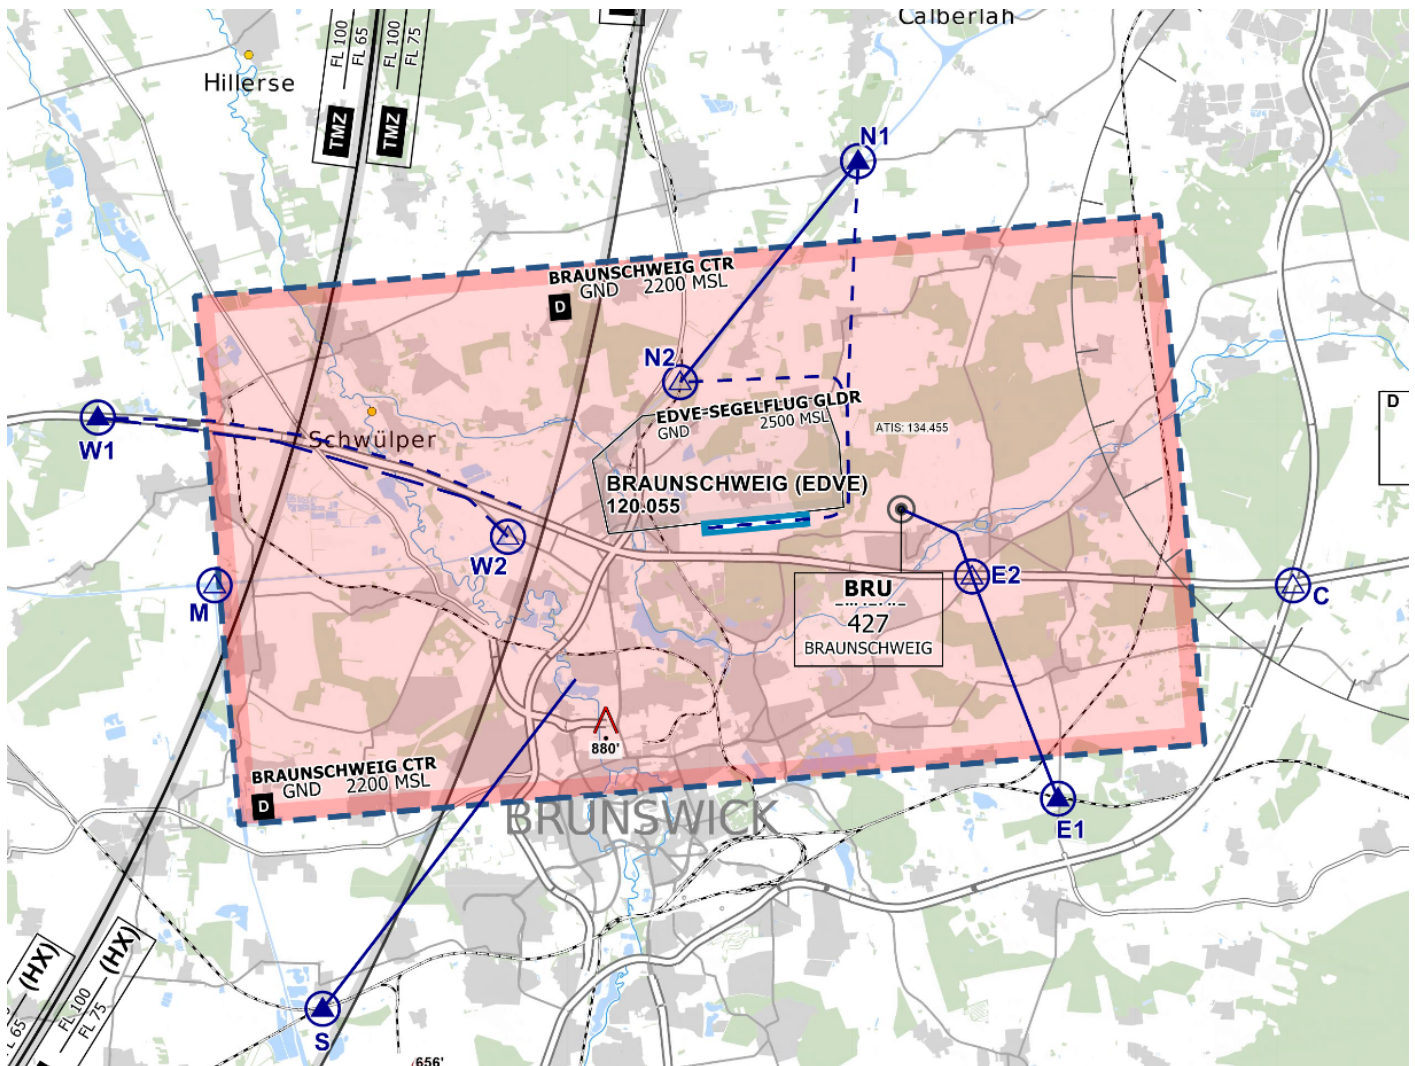 Calberlah
Hillerse
FL 100
FL 65
TMZ
FL 100
FL 75
TMZ
N1
BRAUNSCHWEIG CTR
GND 2200 MSL
D
N2
EDVE-SEGELFLUG GLDR
GND 2500 MSL
D
W1
Schwülper
ATIS: 134.455
BRAUNSCHWEIG (EDVE)
120.055
W2
E2
M
C
BRU
427
BRAUNSCHWEIG
880'
BRAUNSCHWEIG CTR
GND 2200 MSL
D
BRUNSWICK
E1
(HX)
65
(HX)
FL 100
FL 75
S
656'